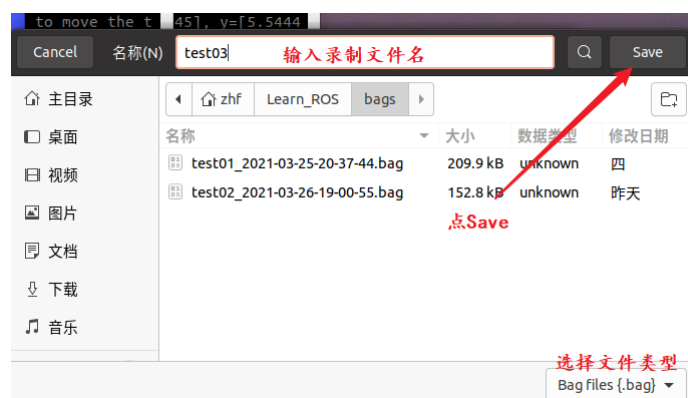 to move the t 45], y=[5.5444
Cancel 名称(N) test03 输入录制文件名 Save
主目录 zhf Learn_ROS bags
桌面 名称 大小 数据类型 修改日期
视频 test01_2021-03-25-20-37-44.bag 209.9 kB unknown 四
test02_2021-03-26-19-00-55.bag 152.8 kB unknown 昨天
图片
点Save
文档
下载
音乐
选择文件类型
Bag files {.bag}